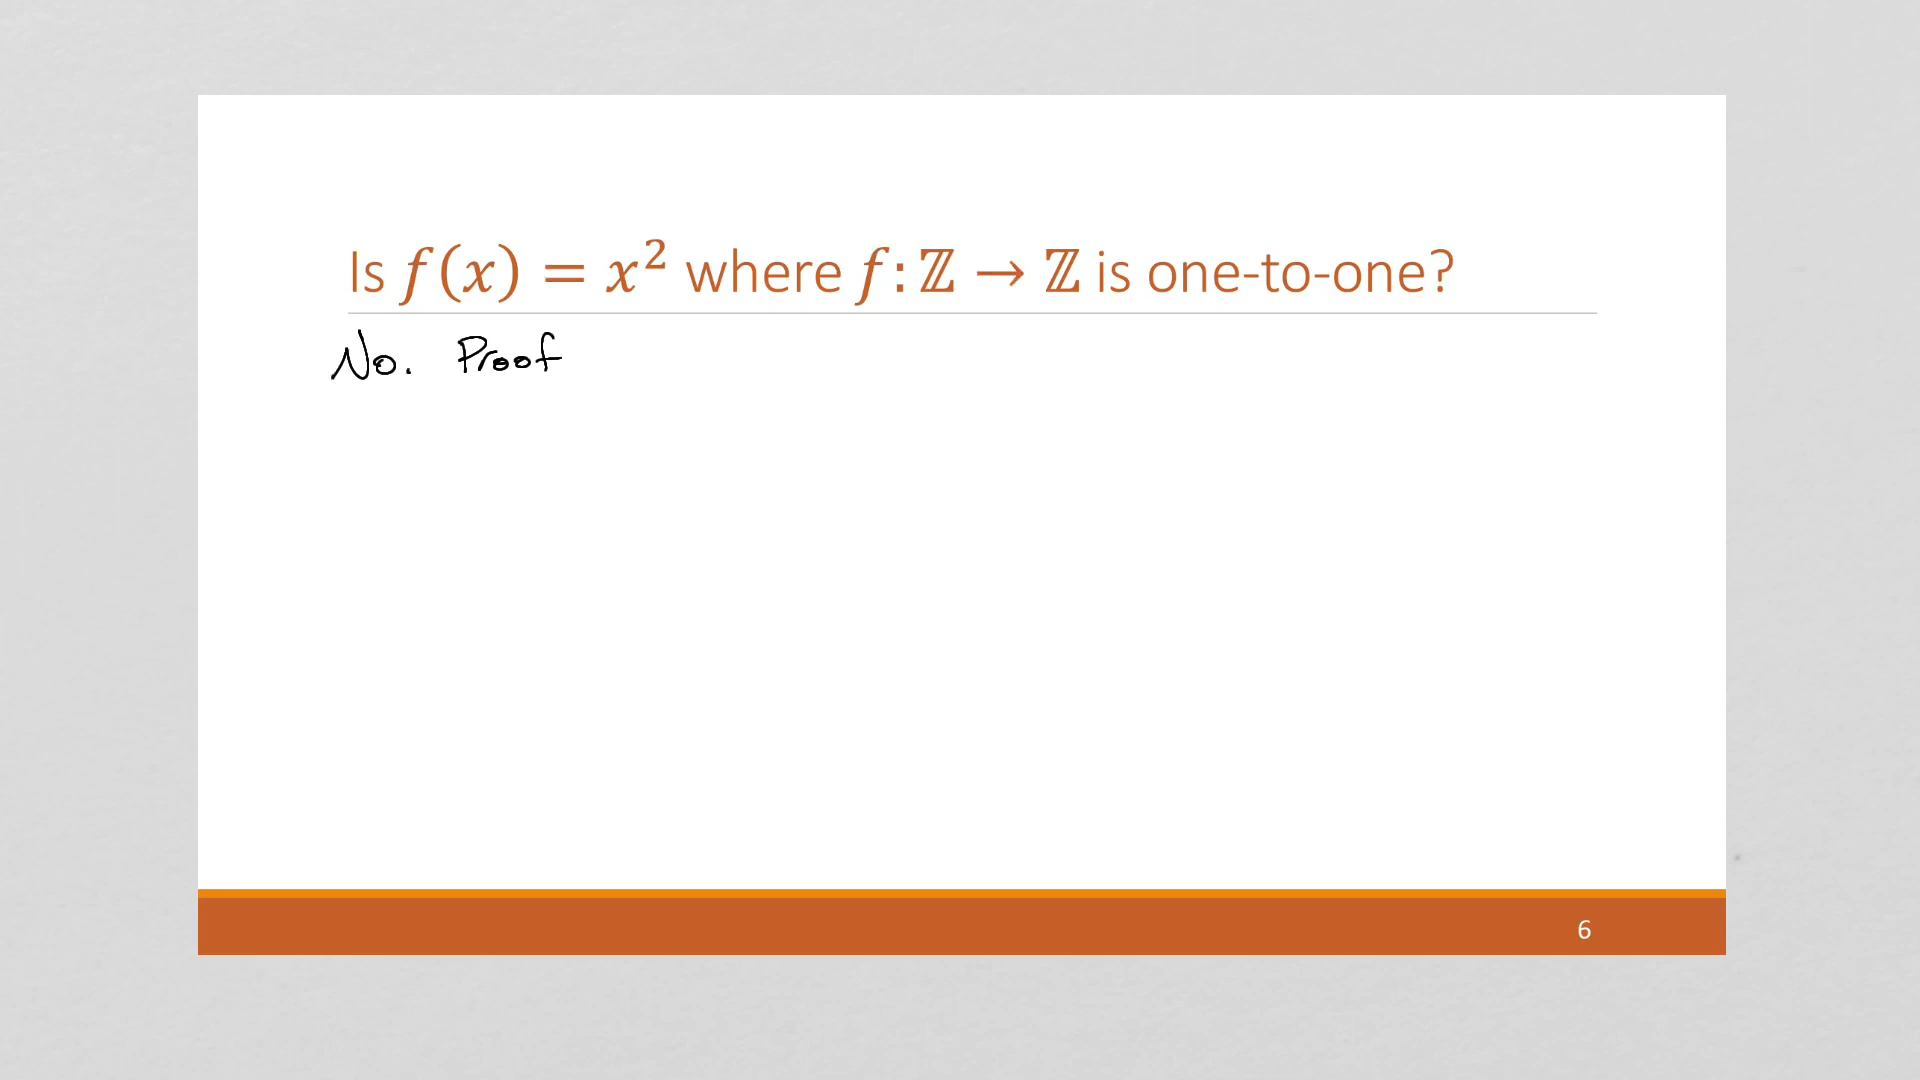 Is f(x) = x² where f: ℤ → ℤ is one-to-one?
No. Proof
6